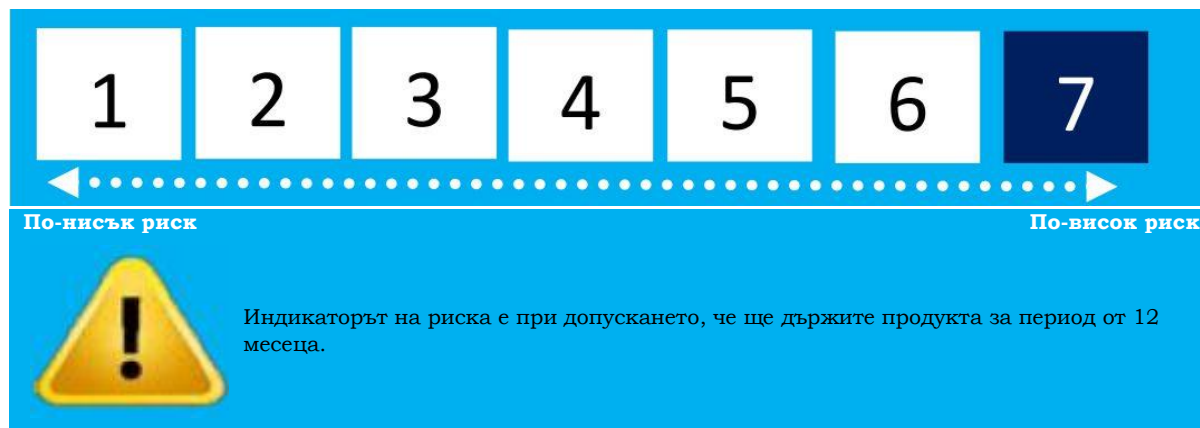 1 2 3 4 5 6 7
По-нисък риск По-висок риск
Индикаторът на риска е при допускането, че ще държите продукта за период от 12
месеца.